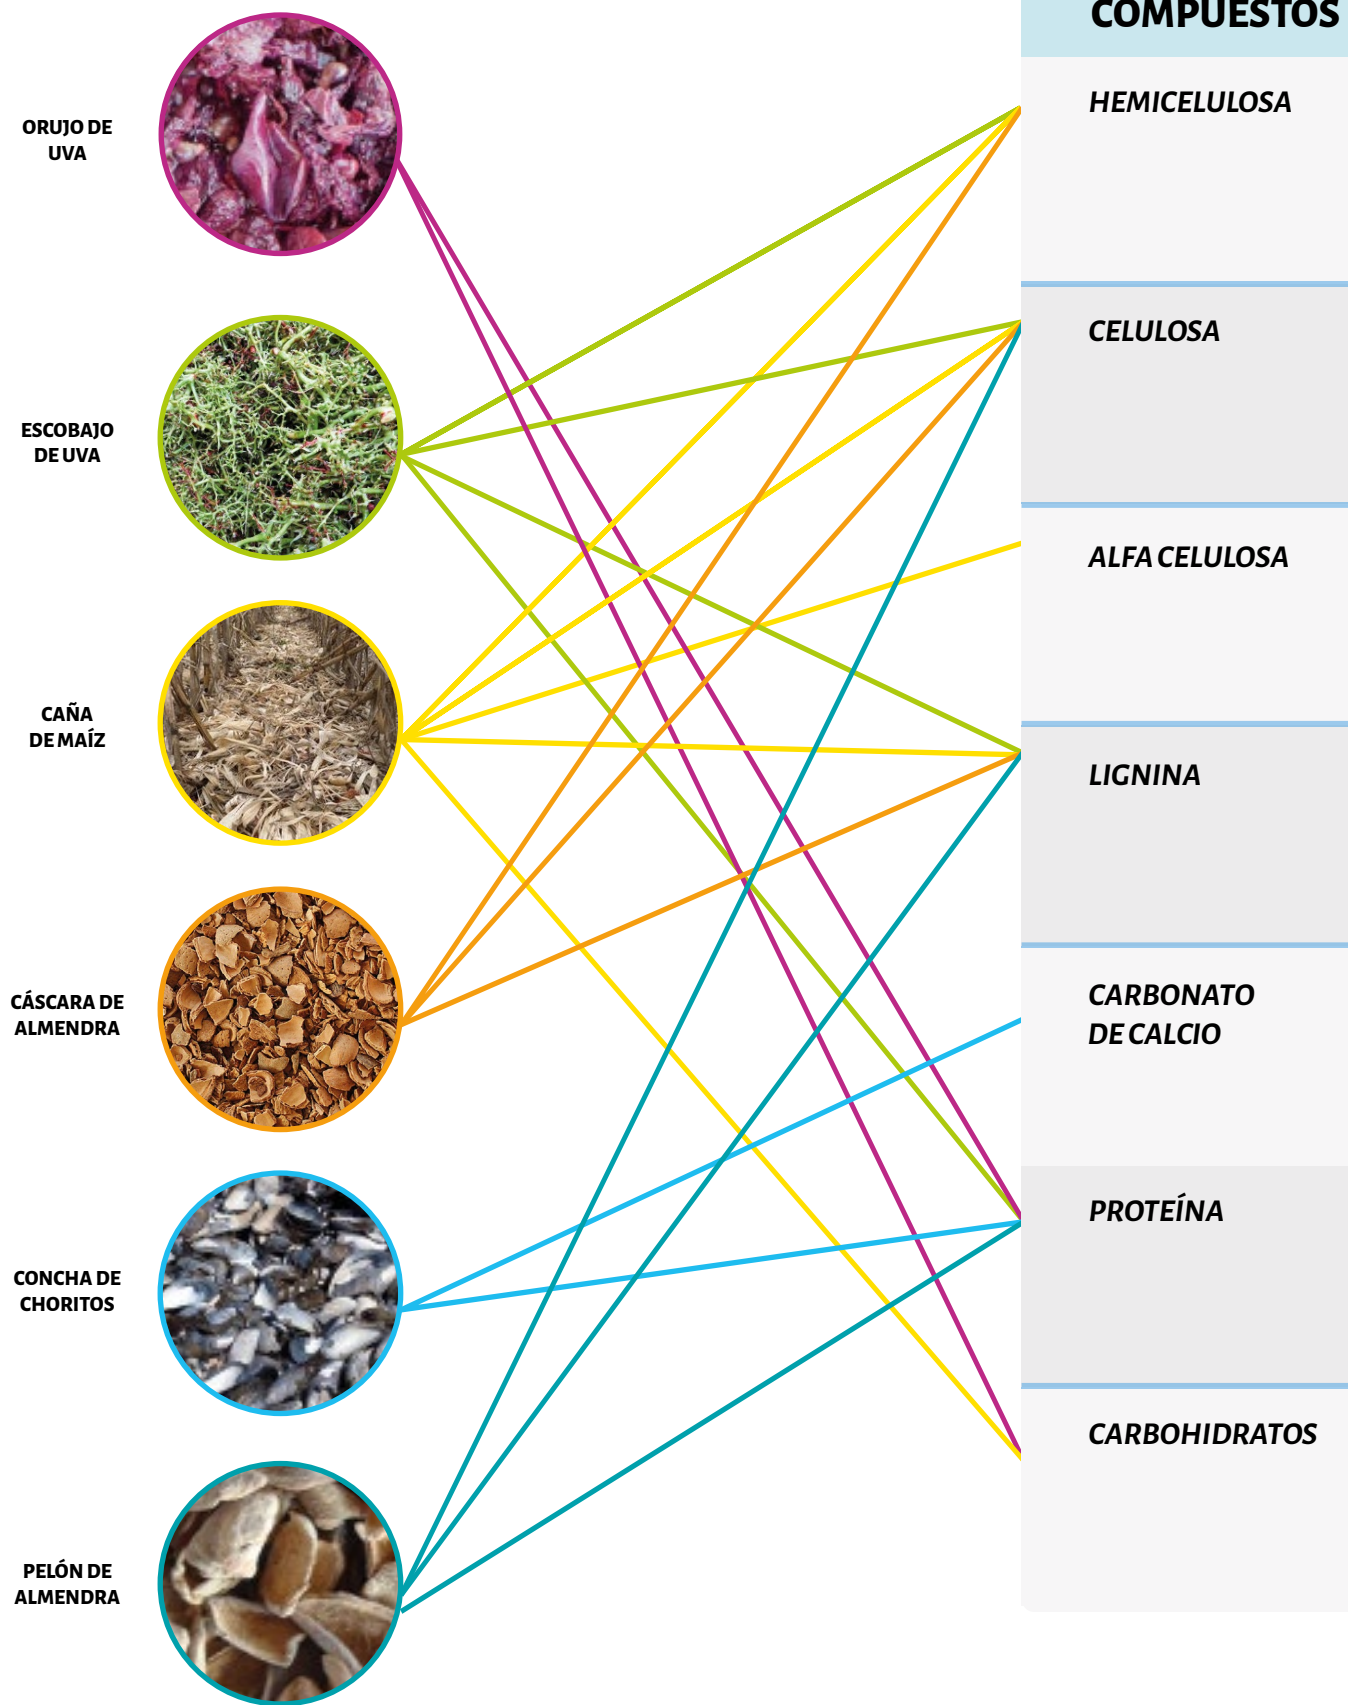 COMPUESTOS
ORUJO DE
UVA
ESCOBAJO
DE UVA
CAÑA
DE MAÍZ
CÁSCARA DE
ALMENDRA
CONCHA DE
CHORITOS
PELÓN DE
ALMENDRA
HEMICELULOSA
CELULOSA
ALFA CELULOSA
LIGNINA
CARBONATO
DE CALCIO
PROTEÍNA
CARBOHIDRATOS